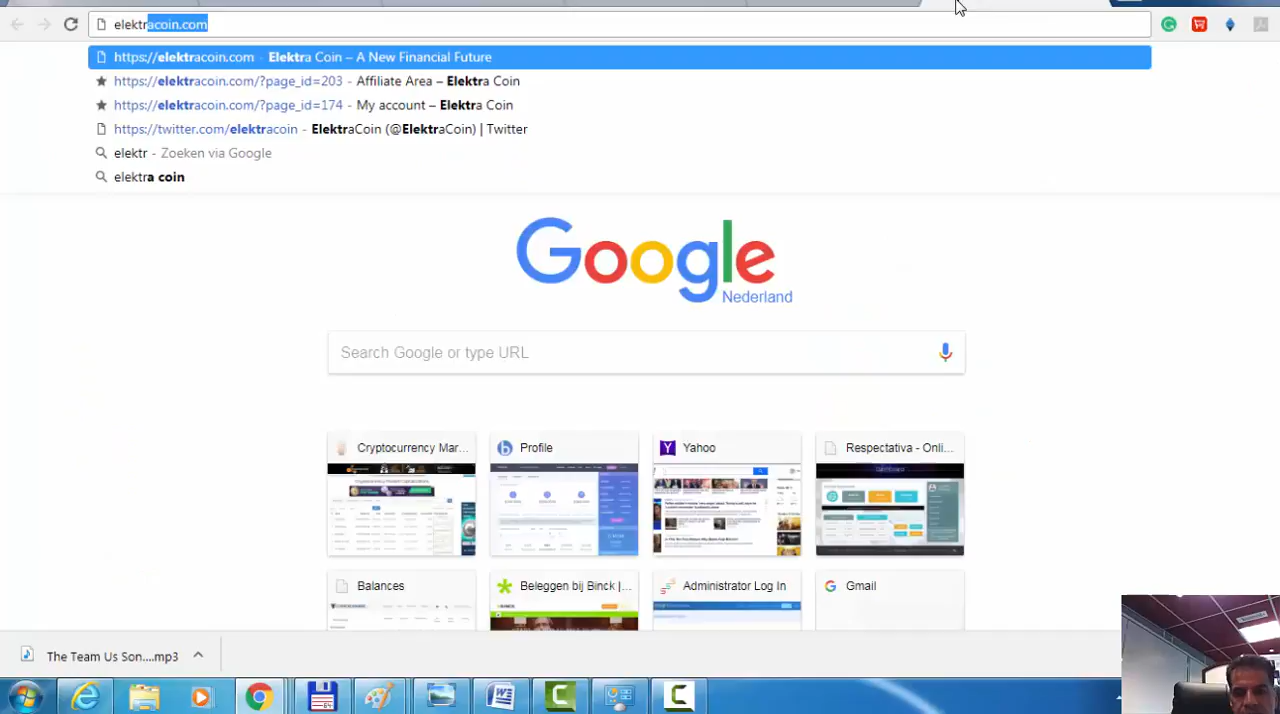 elektracoin.com
https://elektracoin.com - Elektra Coin – A New Financial Future
https://elektracoin.com/?page_id=203 - Affiliate Area – Elektra Coin
https://elektracoin.com/?page_id=174 - My account – Elektra Coin
https://twitter.com/elektracoin - ElektraCoin (@ElektraCoin) | Twitter
elektr - Zoeken via Google
elektra coin
Google
Nederland
Search Google or type URL
Cryptocurrency Mar...
Profile
Yahoo
Respectativa - Onli...
Balances
Beleggen bij Binck |...
Administrator Log In
Gmail
The Team Us Son....mp3